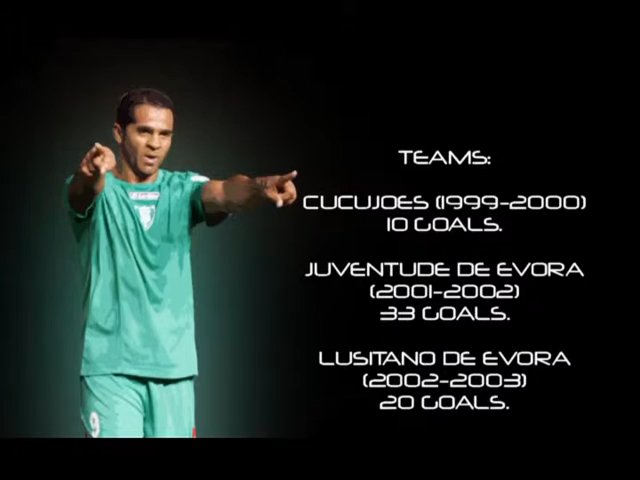 TEAMS:
CUCUJOES (1999-2000)
10 GOALS.
JUVENTUDE DE EVORA
(2001-2002)
33 GOALS.
LUSITANO DE EVORA
(2002-2003)
20 GOALS.
9